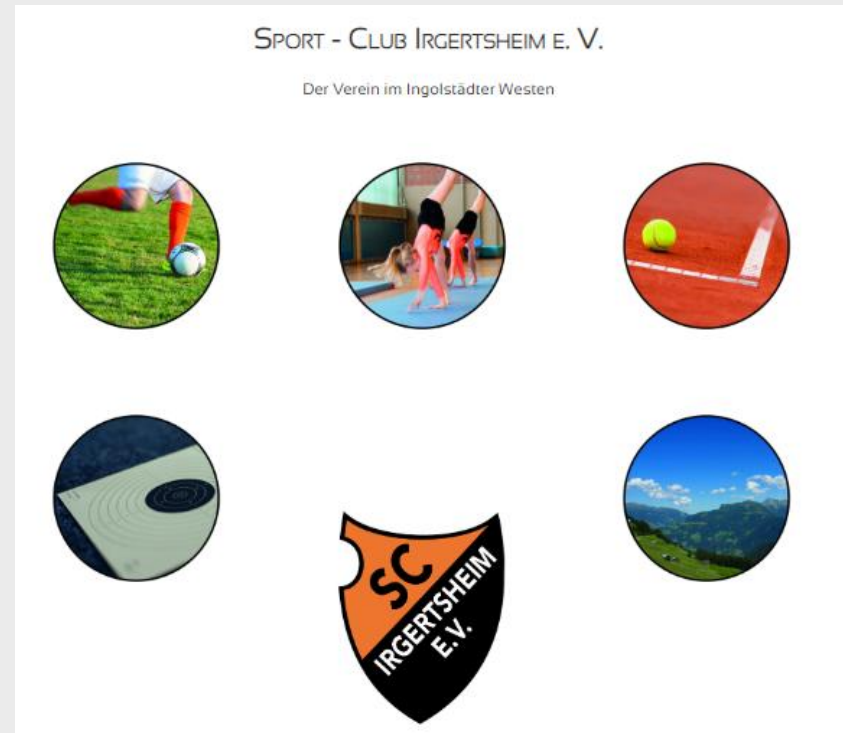 Sport - Club Irgertsheim e. V.
Der Verein im Ingolstädter Westen
SC
IRGERTSHEIM
E.V.